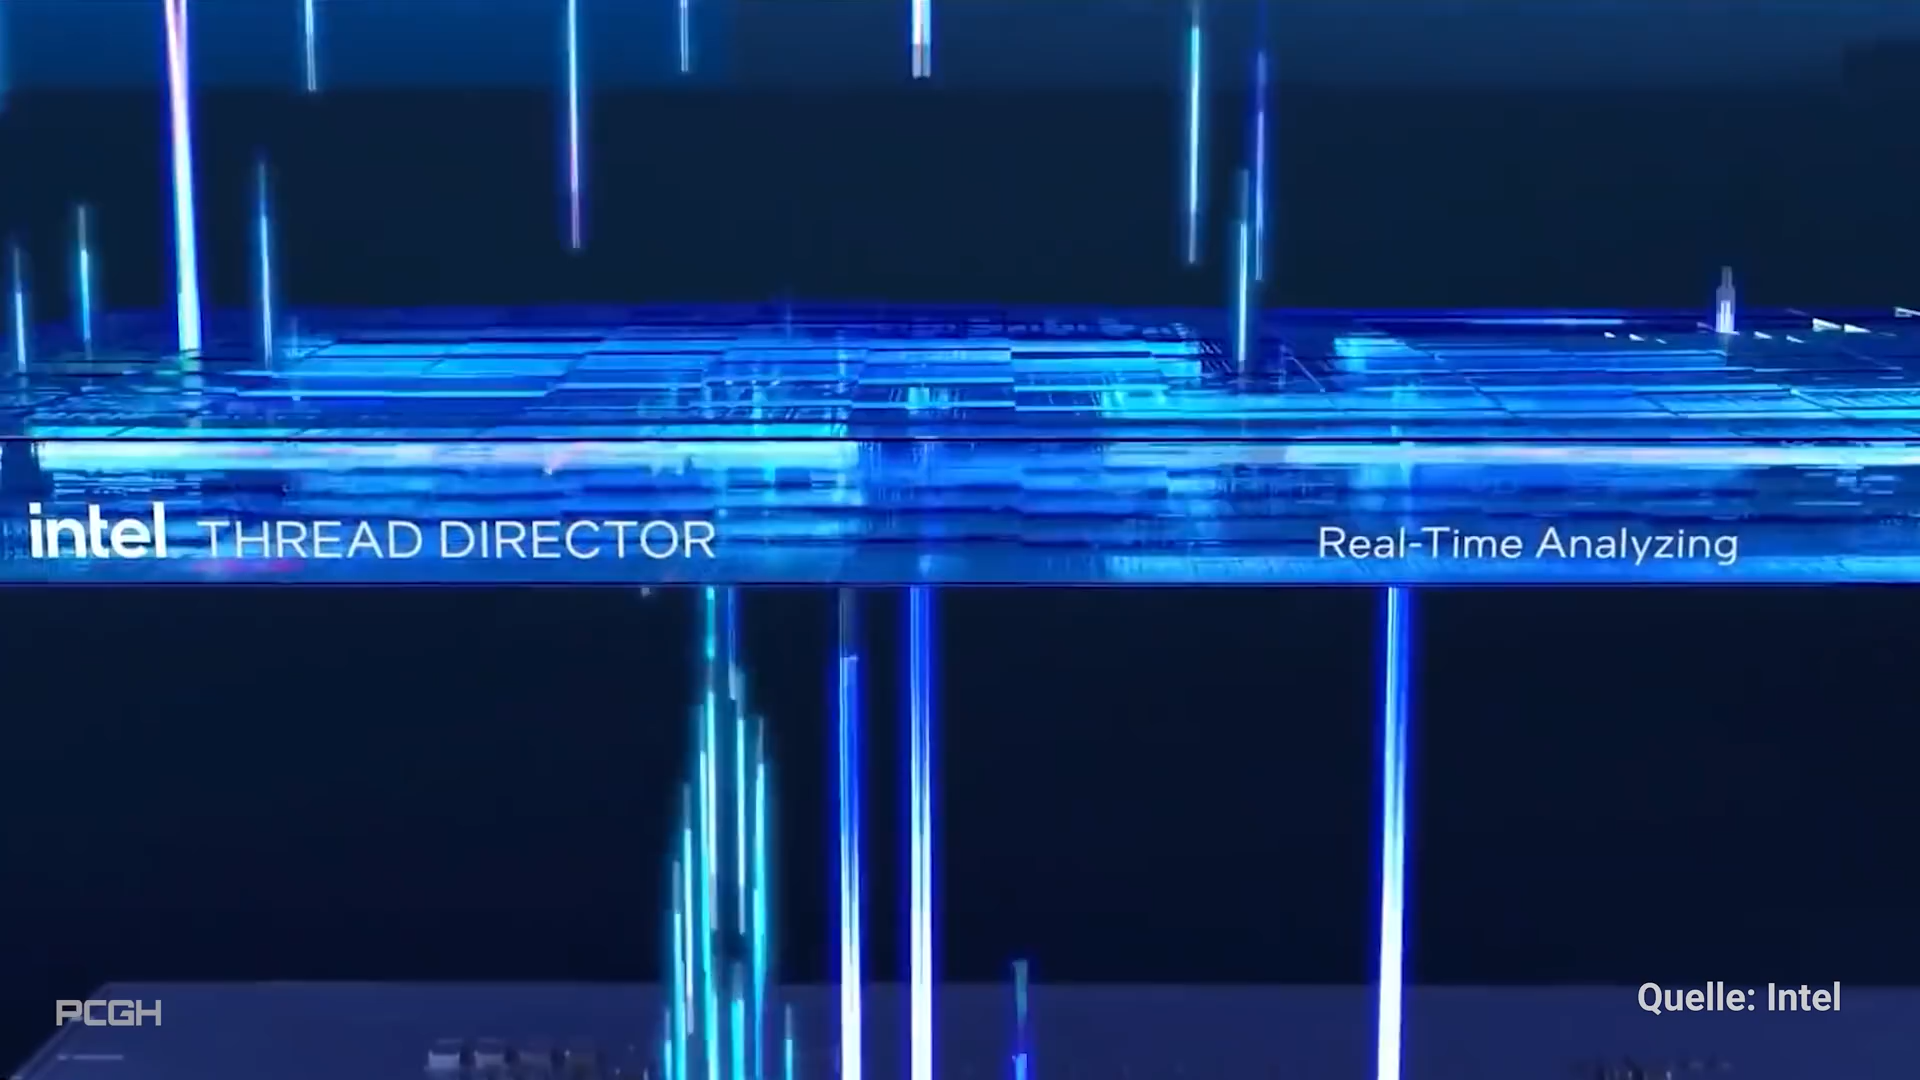 intel THREAD DIRECTOR
Real-Time Analyzing
PCGH
Quelle: Intel